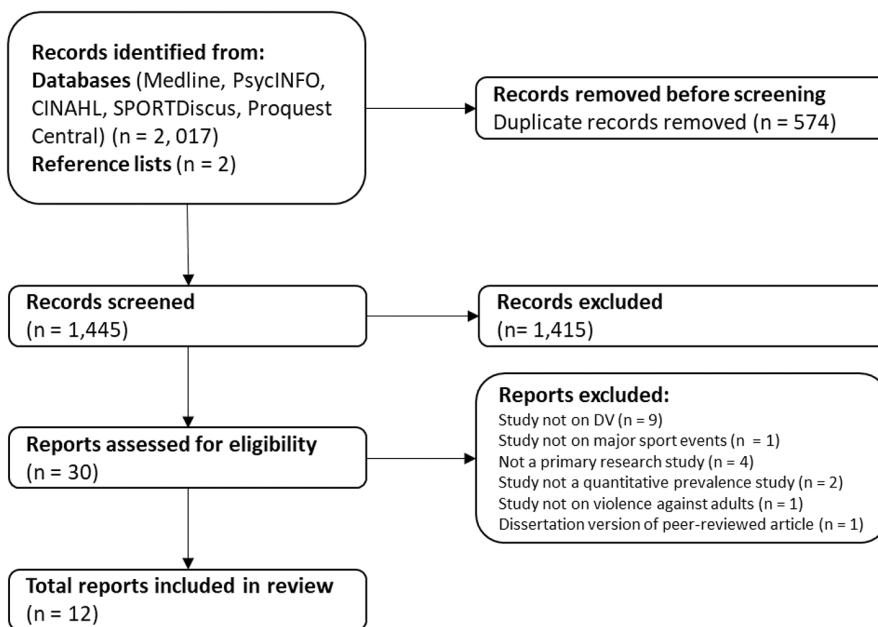 Records identified from:
Databases (Medline, PsycINFO,
CINAHL, SPORTDiscus, Proquest
Central) (n = 2, 017)
Reference lists (n = 2)
Records removed before screening
Duplicate records removed (n = 574)
Records screened
(n = 1,445)
Records excluded
(n= 1,415)
Reports assessed for eligibility
(n = 30)
Reports excluded:
Study not on DV (n = 9)
Study not on major sport events (n  = 1)
Not a primary research study (n = 4)
Study not a quantitative prevalence study (n = 2)
Study not on violence against adults (n = 1)
Dissertation version of peer-reviewed article (n = 1)
Total reports included in review
(n = 12)